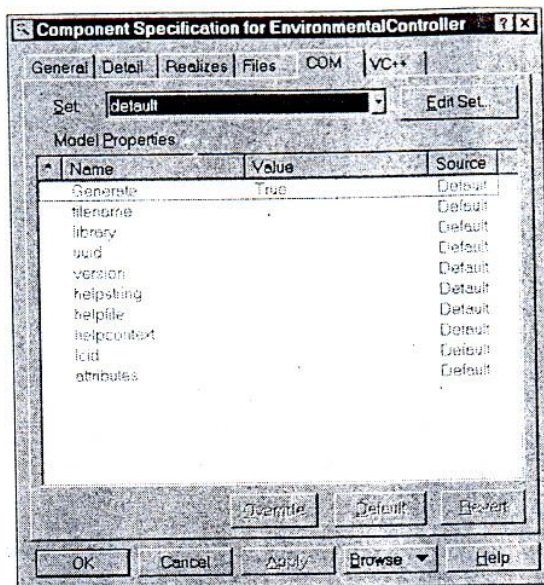 Component Specification for EnvironmentalController
General Detail Realizes Files COM VC++
Set: default Edit Set...
Model Properties
Name Value Source
Generate True Default
filename Default
library Default
uuid Default
version Default
helpstring Default
helpfile Default
helpcontext Default
lcid Default
attributes Default
Override Default Revert
OK Cancel Apply Browse Help